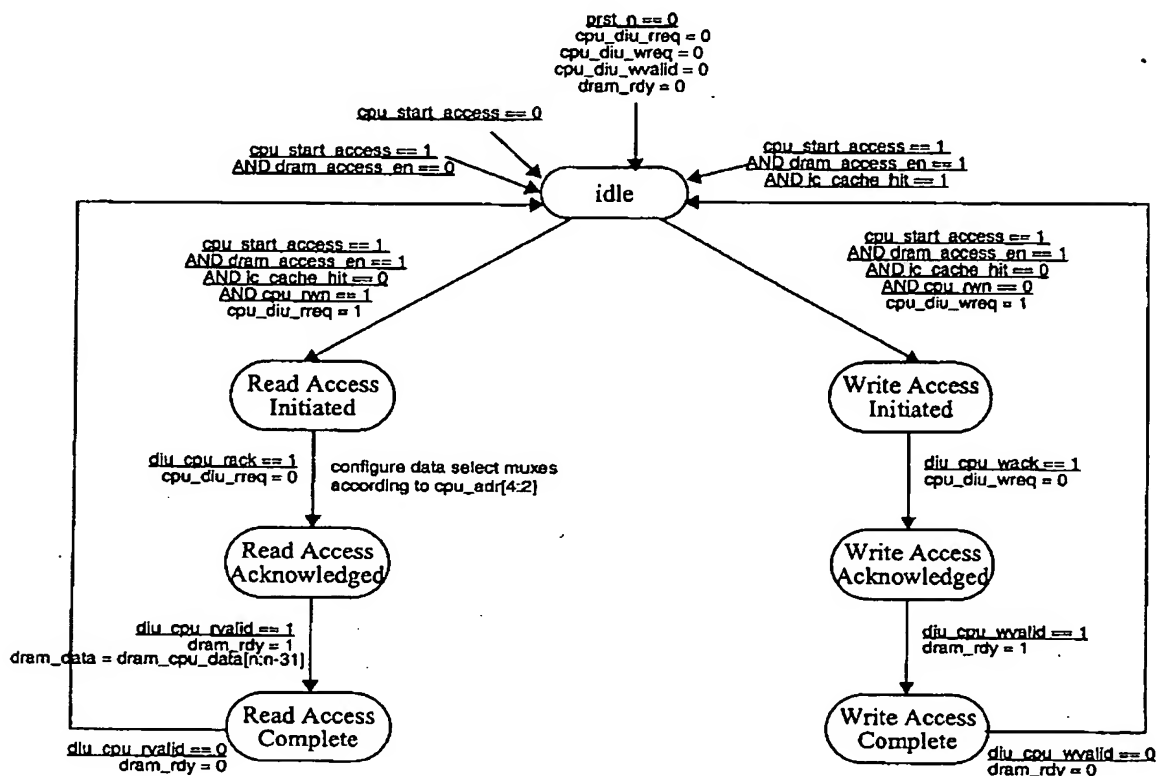 prst_n == 0
cpu_diu_rreq = 0
cpu_diu_wreq = 0
cpu_diu_wvalid = 0
dram_rdy = 0
cpu_start_access == 0
cpu_start_access == 1
AND dram_access_en == 0
cpu_start_access == 1
AND dram_access_en == 1
AND ic_cache_hit == 1
idle
cpu_start_access == 1
AND dram_access_en == 1
AND ic_cache_hit == 0
AND cpu_rwn == 1
cpu_diu_rreq = 1
cpu_start_access == 1
AND dram_access_en == 1
AND ic_cache_hit == 0
AND cpu_rwn == 0
cpu_diu_wreq = 1
Read Access
Initiated
Write Access
Initiated
diu_cpu_rack == 1
cpu_diu_rreq = 0
configure data select muxes
according to cpu_adr[4:2]
diu_cpu_wack == 1
cpu_diu_wreq = 0
Read Access
Acknowledged
Write Access
Acknowledged
diu_cpu_rvalid == 1
dram_rdy = 1
dram_data = dram_cpu_data[n:n-31]
diu_cpu_wvalid == 1
dram_rdy = 1
Read Access
Complete
Write Access
Complete
diu_cpu_rvalid == 0
dram_rdy = 0
diu_cpu_wvalid == 0
dram_rdy = 0